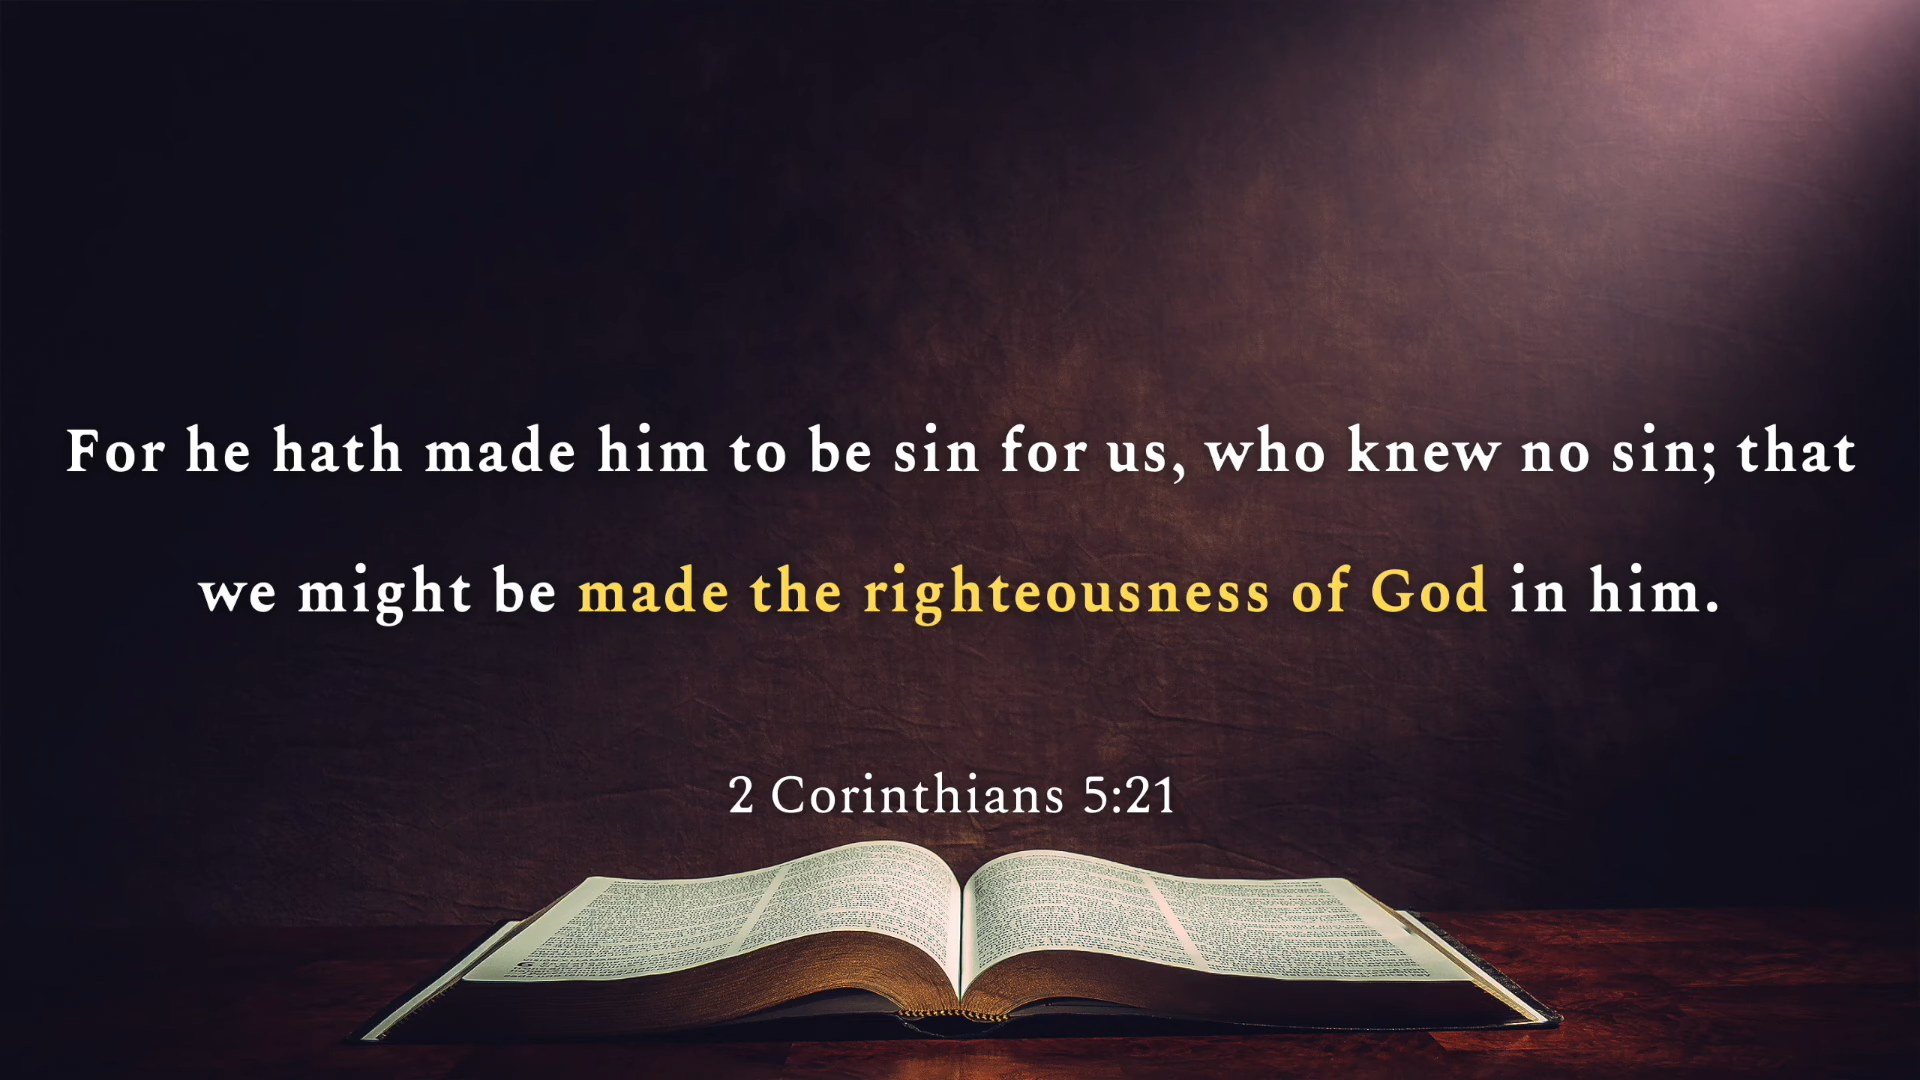 For he hath made him to be sin for us, who knew no sin; that
we might be made the righteousness of God in him.
2 Corinthians 5:21